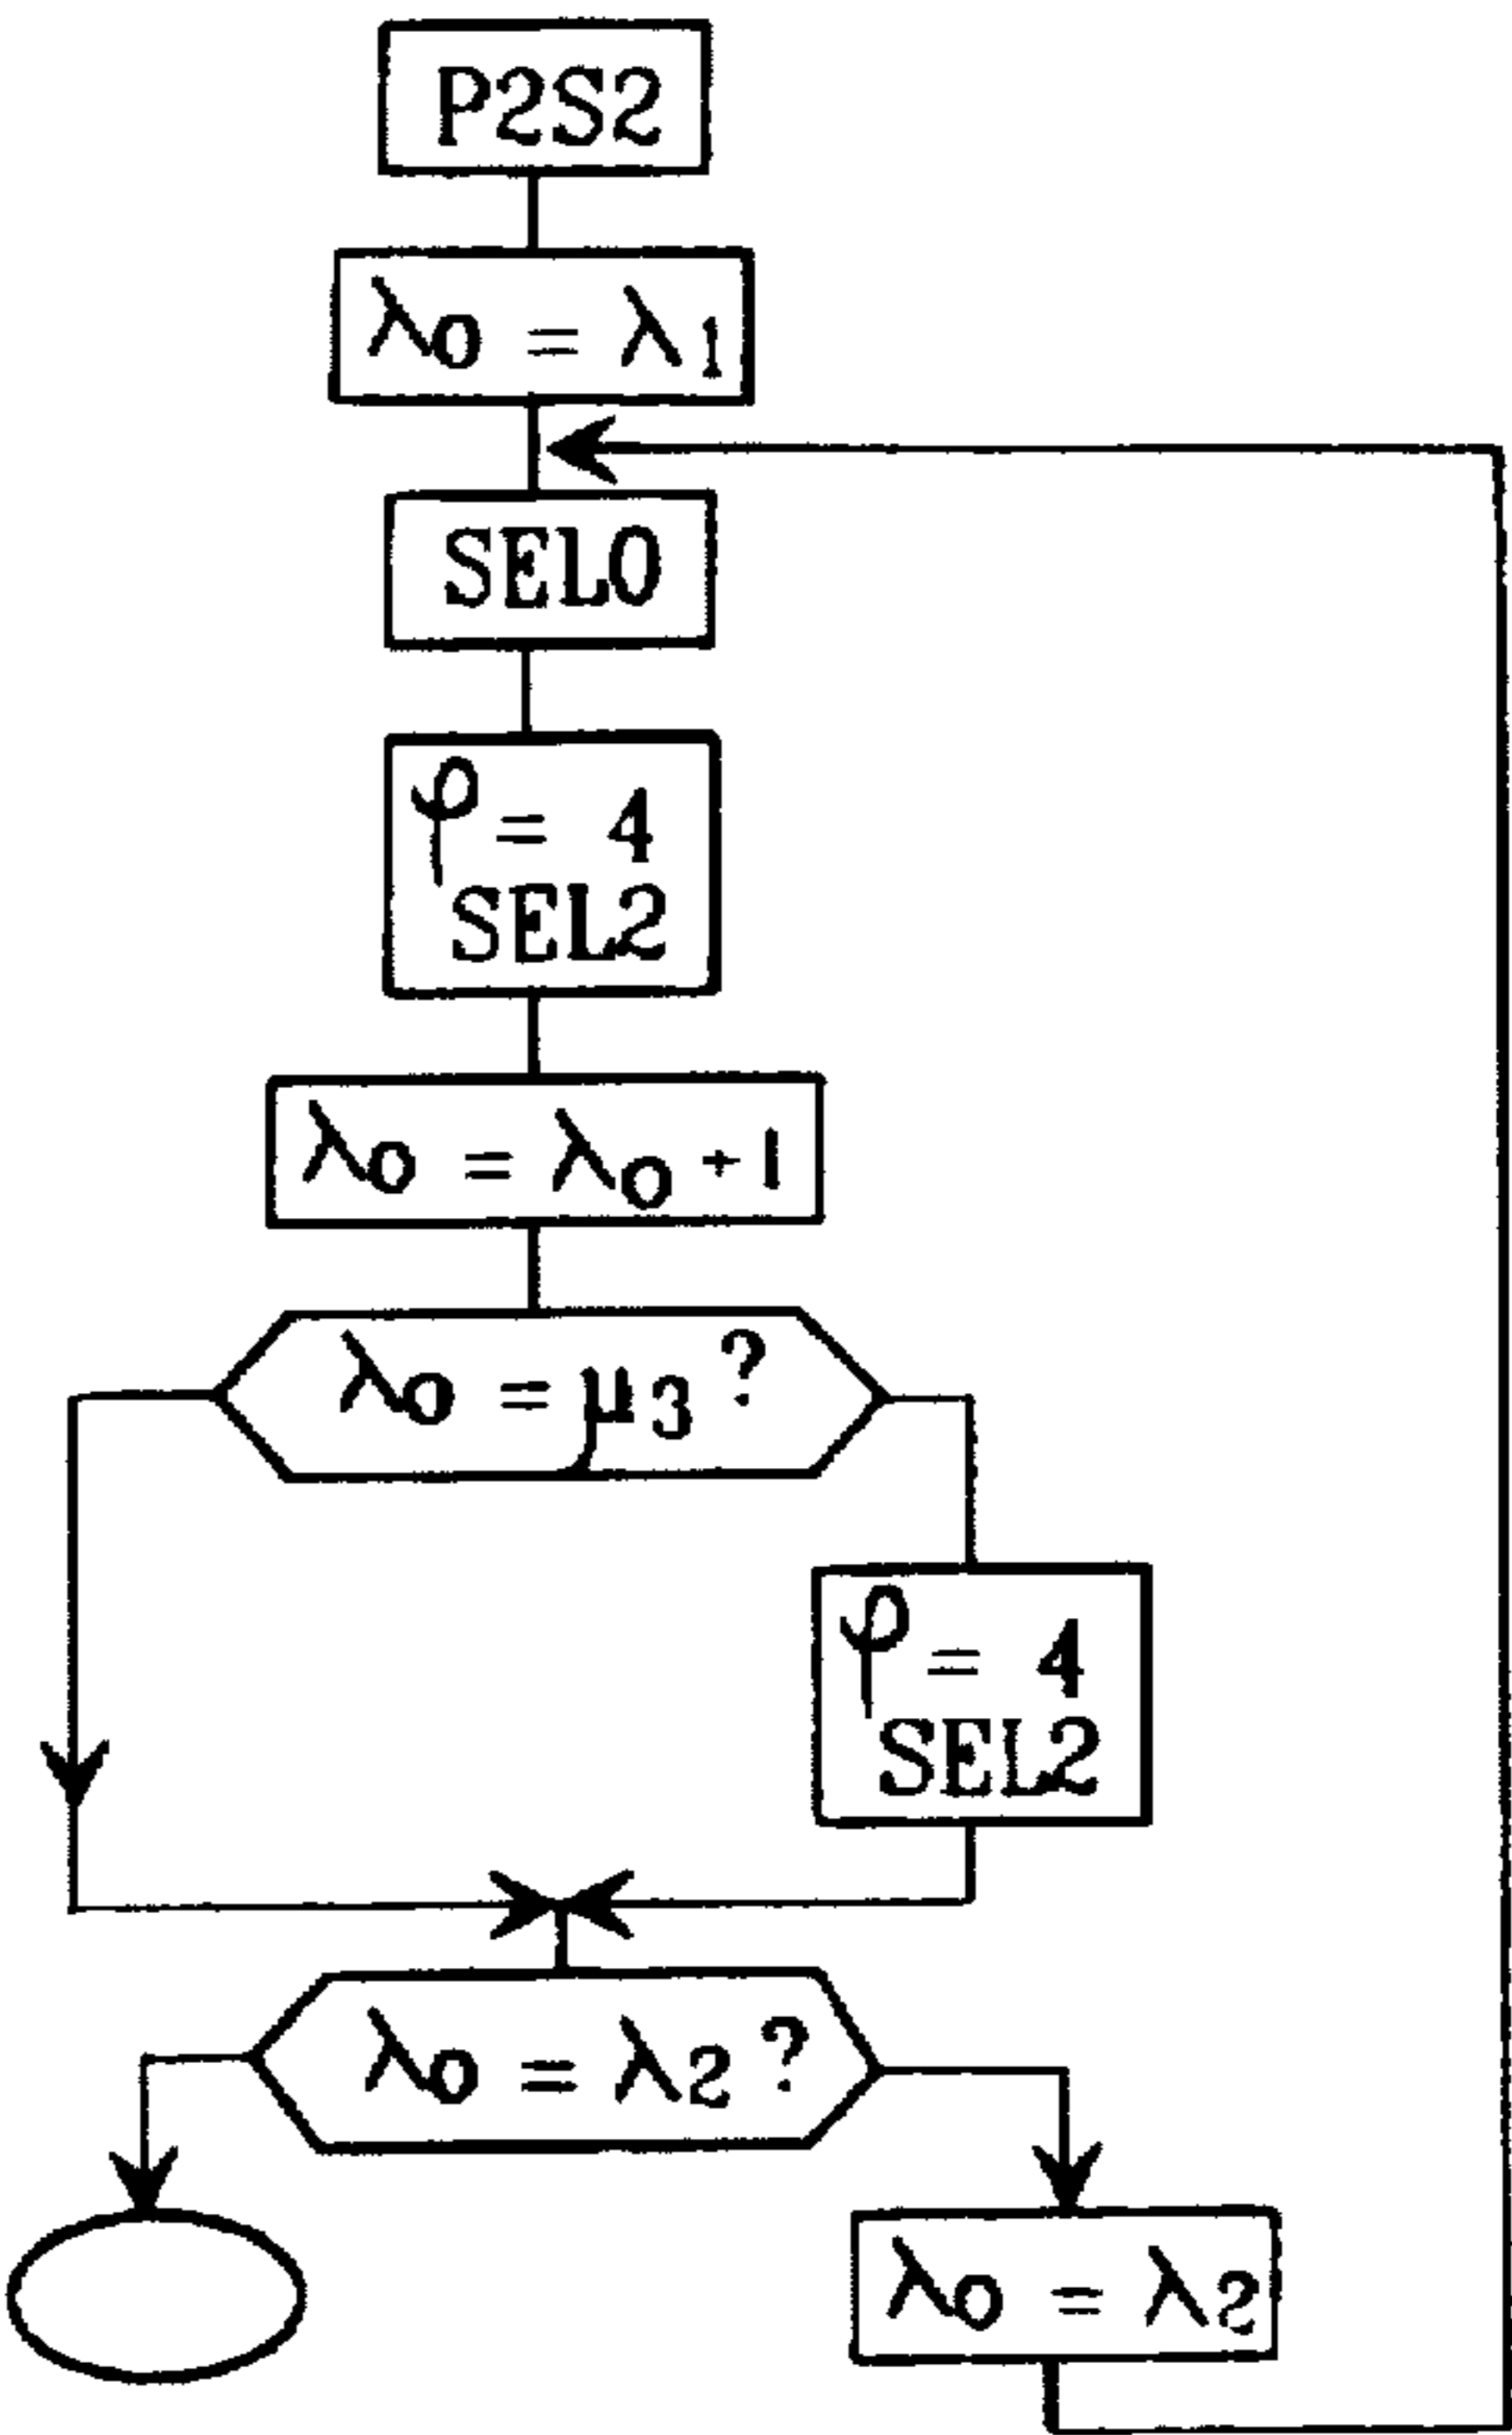 P2S2
λ0 = λ1
SEL0
φ = 4
SEL2
λ0 = λ0 + 1
λ0 = μ3 ?
φ = 4
SEL2
λ0 = λ2 ?
λ0 = λ2